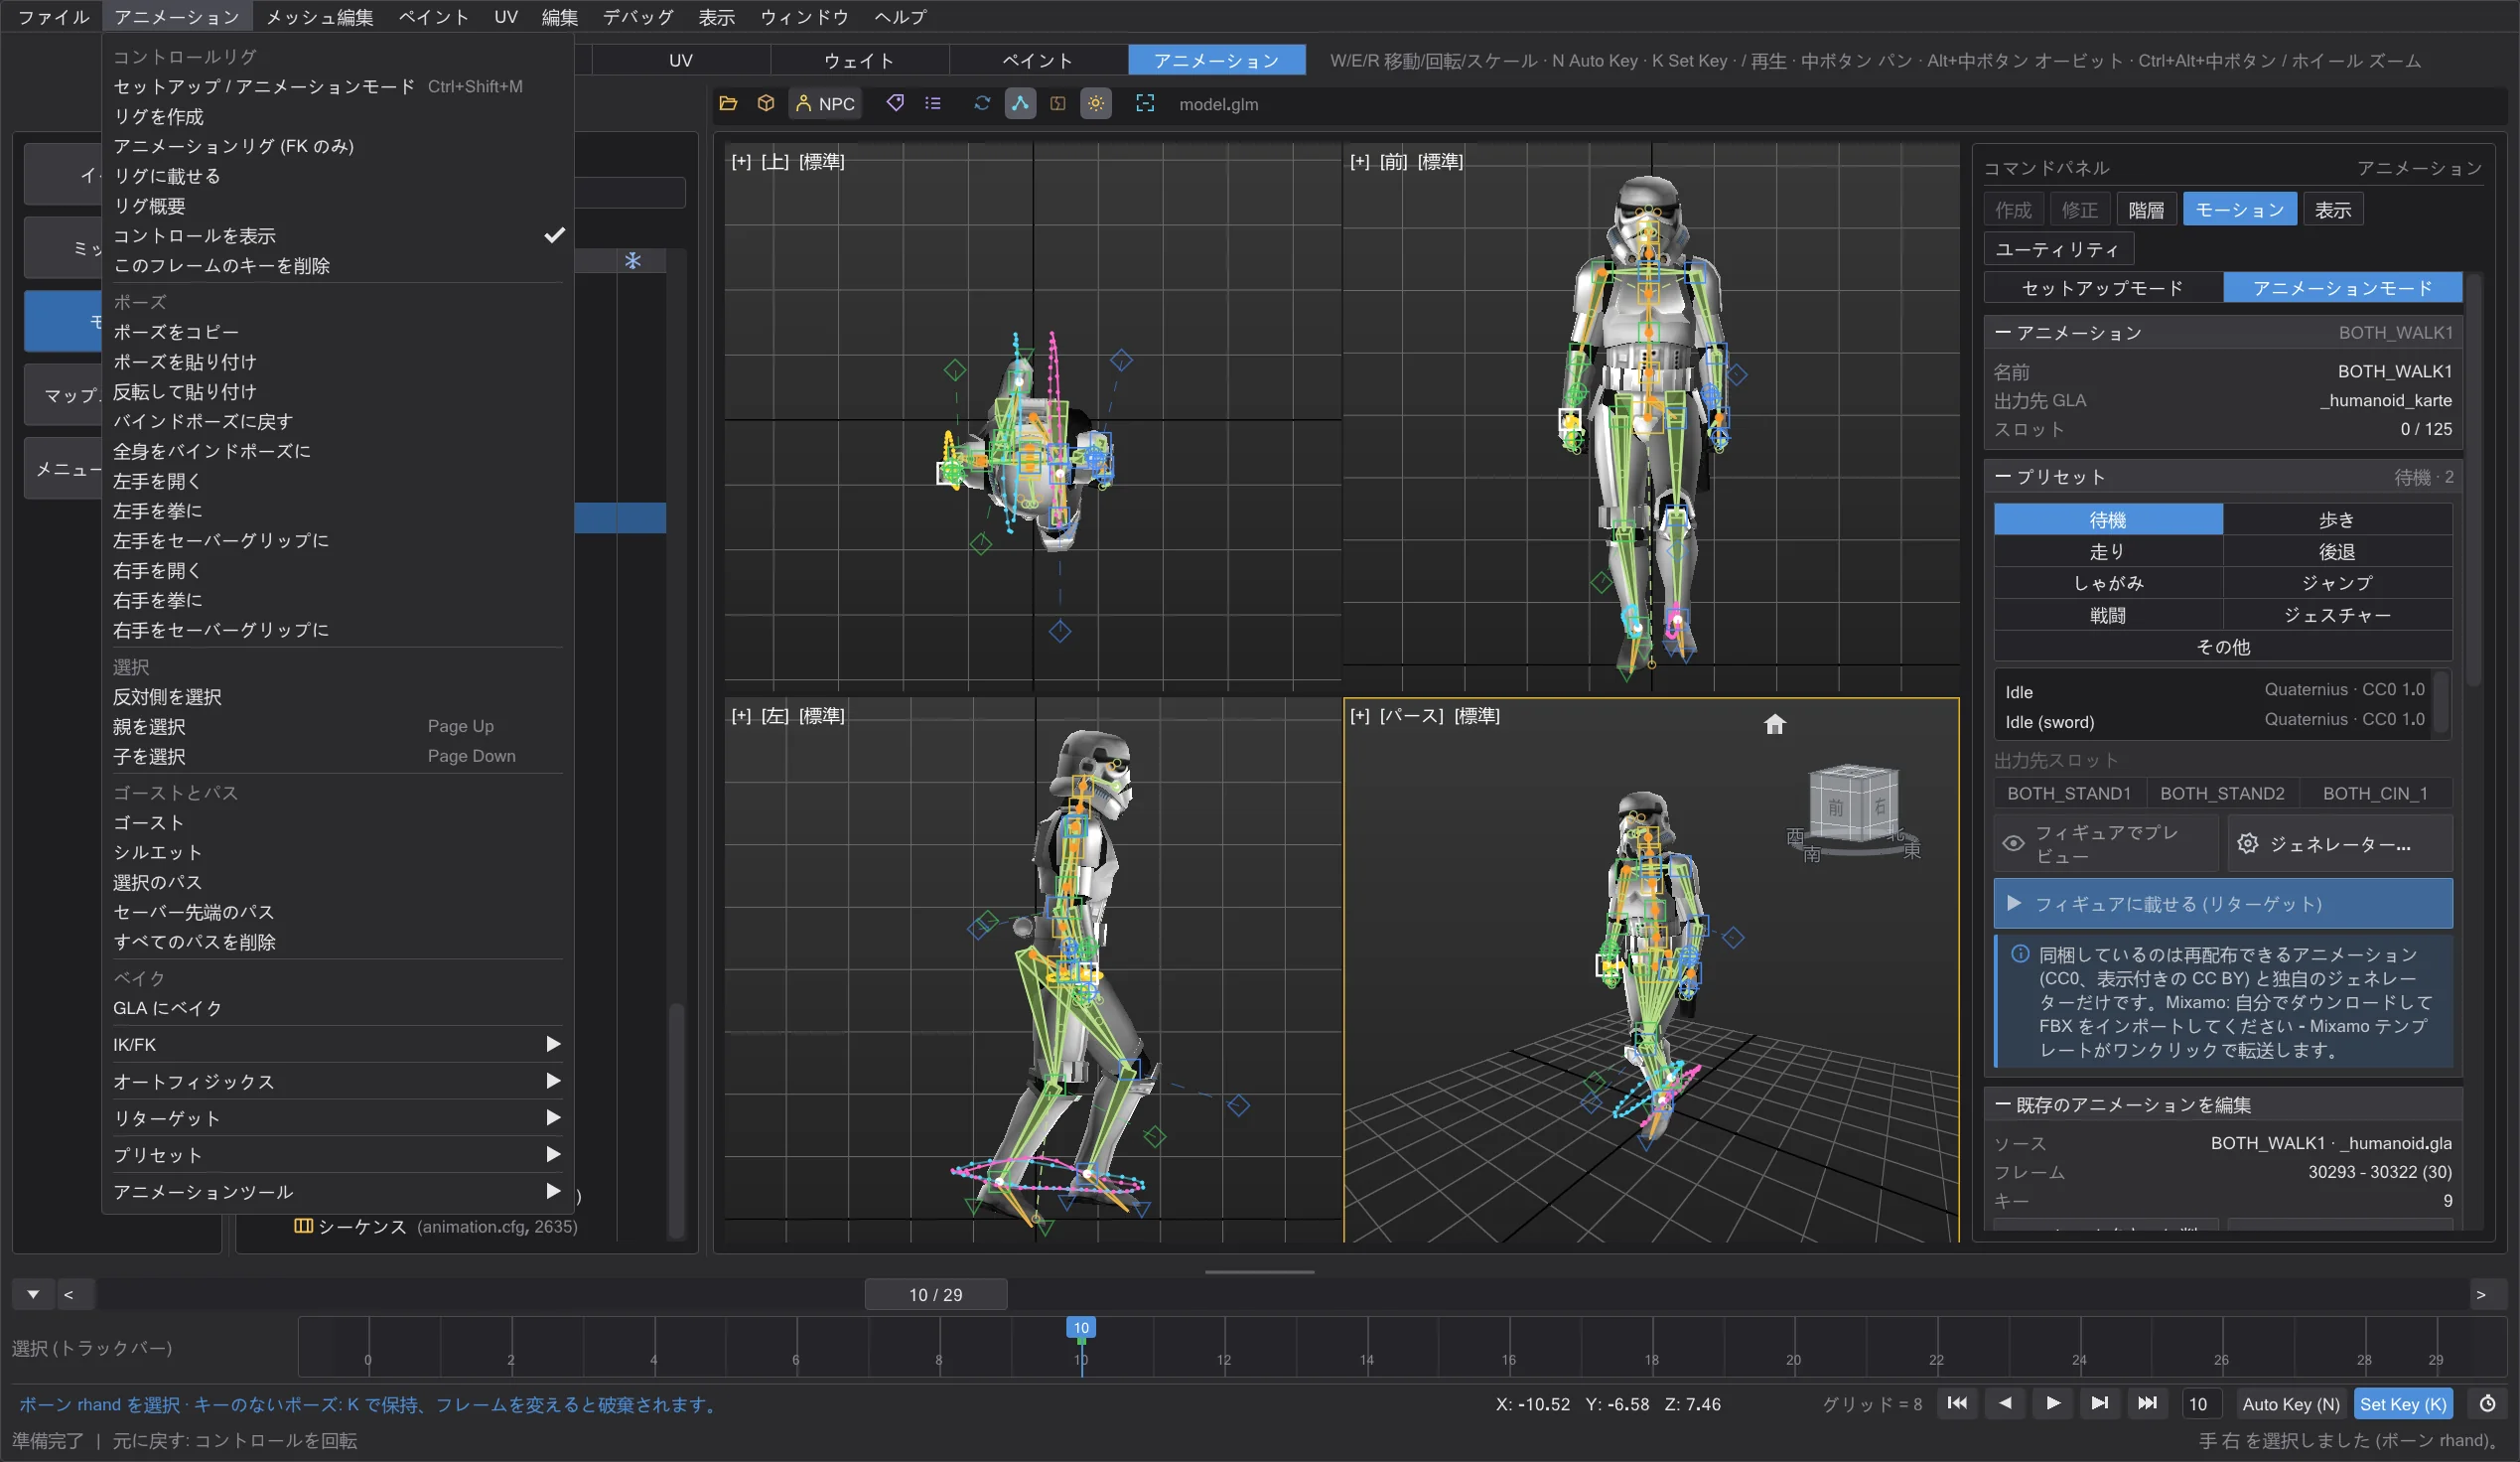 ファイル アニメーション メッシュ編集 ペイント UV 編集 デバッグ 表示 ウィンドウ ヘルプ
UV ウェイト ペイント アニメーション W/E/R 移動/回転/スケール · N Auto Key · K Set Key · / 再生 · 中ボタン パン · Alt+中ボタン オービット · Ctrl+Alt+中ボタン / ホイール ズーム
NPC model.glm
コントロールリグ
セットアップ / アニメーションモード Ctrl+Shift+M
リグを作成
アニメーションリグ (FK のみ)
リグに載せる
リグ概要
コントロールを表示
このフレームのキーを削除
ポーズ
ポーズをコピー
ポーズを貼り付け
反転して貼り付け
バインドポーズに戻す
全身をバインドポーズに
左手を開く
左手を拳に
左手をセーバーグリップに
右手を開く
右手を拳に
右手をセーバーグリップに
選択
反対側を選択
親を選択 Page Up
子を選択 Page Down
ゴーストとパス
ゴースト
シルエット
選択のパス
セーバー先端のパス
すべてのパスを削除
ベイク
GLA にベイク
IK/FK
オートフィジックス
リターゲット
プリセット
アニメーションツール
マップ
メニュー
シーケンス (animation.cfg, 2635)
[+] [上] [標準]
[+] [前] [標準]
[+] [左] [標準]
[+] [パース] [標準]
前 右
西 南 北 東
コマンドパネル アニメーション
作成 修正 階層 モーション 表示
ユーティリティ
セットアップモード アニメーションモード
アニメーション BOTH_WALK1
名前 BOTH_WALK1
出力先 GLA _humanoid_karte
スロット 0 / 125
プリセット 待機 · 2
待機 歩き
走り 後退
しゃがみ ジャンプ
戦闘 ジェスチャー
その他
Idle Quaternius · CC0 1.0
Idle (sword) Quaternius · CC0 1.0
出力先スロット
BOTH_STAND1 BOTH_STAND2 BOTH_CIN_1
フィギュアでプレ
ビュー
ジェネレーター...
フィギュアに載せる (リターゲット)
同梱しているのは再配布できるアニメーション
(CC0、表示付きの CC BY) と独自のジェネレー
ターだけです。Mixamo: 自分でダウンロードして
FBX をインポートしてください - Mixamo テンプ
レートがワンクリックで転送します。
既存のアニメーションを編集
ソース BOTH_WALK1 · _humanoid.gla
フレーム 30293 - 30322 (30)
キー 9
< 10 / 29 >
選択 (トラックバー)
10
0 2 4 6 8 10 12 14 16 18 20 22 24 26 28 29
ボーン rhand を選択 · キーのないポーズ: K で保持、フレームを変えると破棄されます。
X: -10.52 Y: -6.58 Z: 7.46 グリッド = 8 10 Auto Key (N) Set Key (K)
準備完了 | 元に戻す: コントロールを回転
手 右 を選択しました (ボーン rhand)。